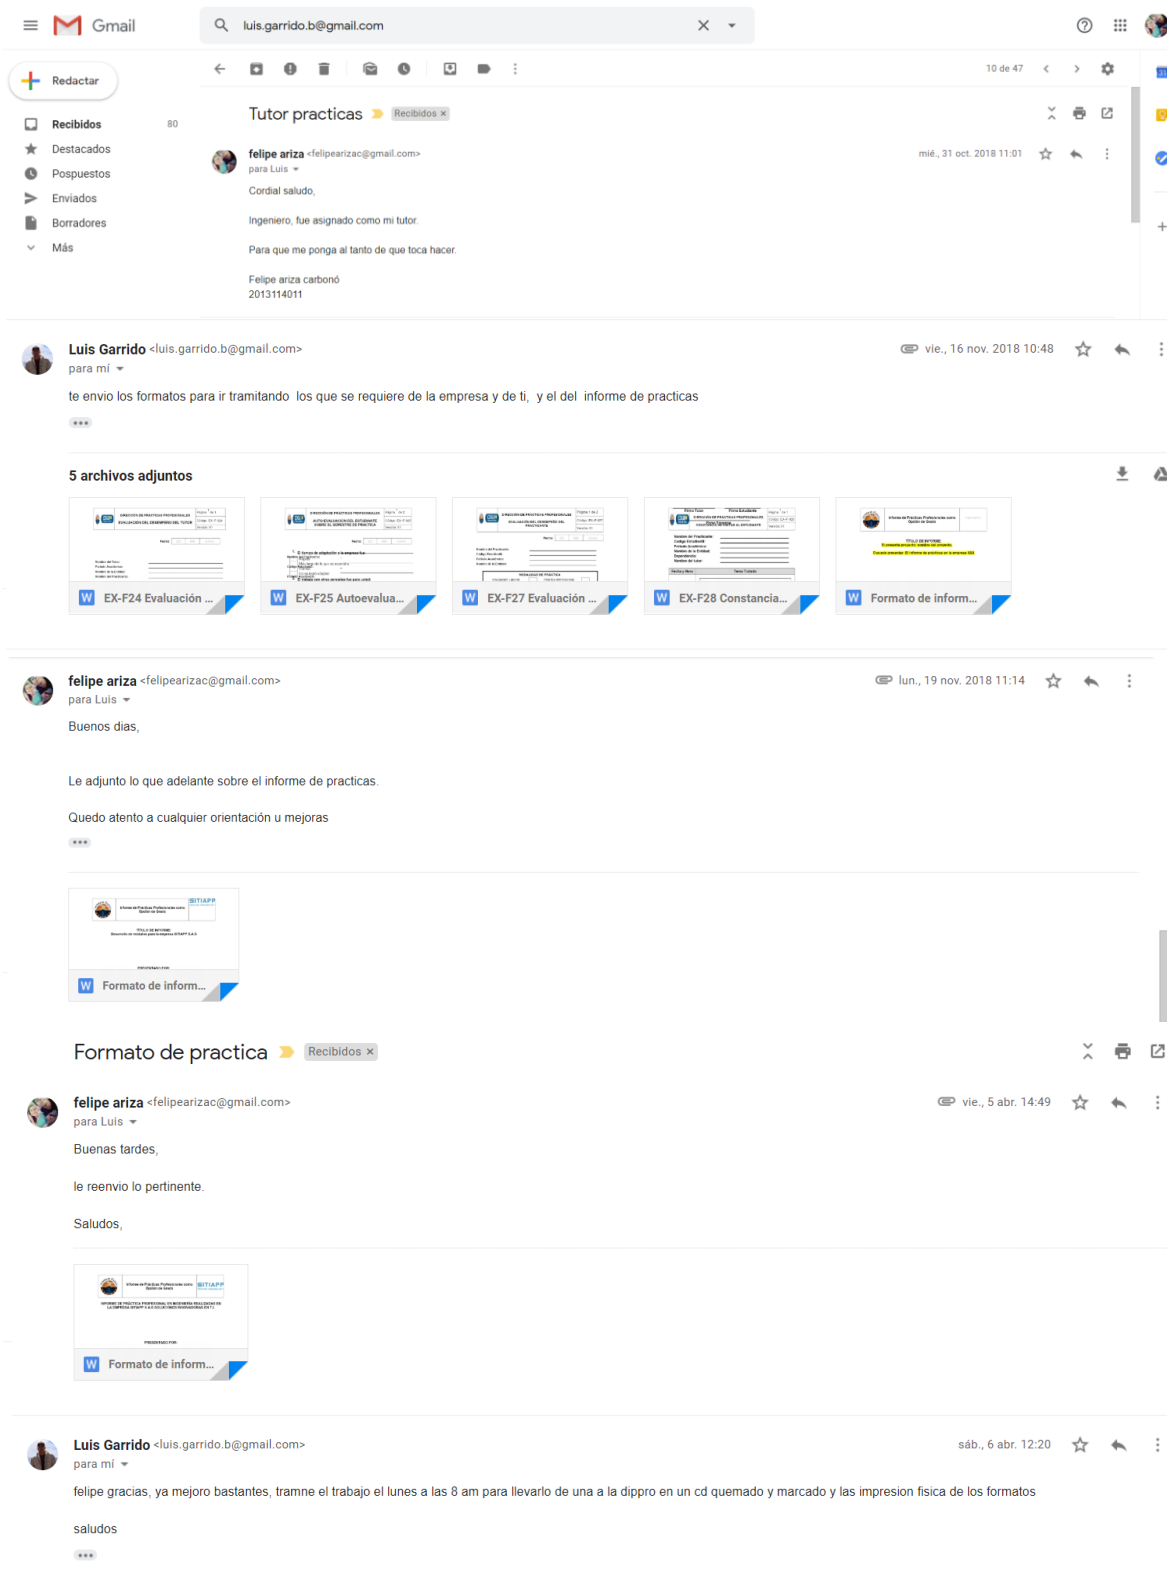 Gmail
luis.garrido.b@gmail.com
Redactar
10 de 47
Recibidos 80
Destacados
Pospuestos
Enviados
Borradores
Más
Tutor practicas Recibidos ×
felipe ariza <felipearizac@gmail.com> mié., 31 oct. 2018 11:01
para Luis
Cordial saludo,
Ingeniero, fue asignado como mi tutor.
Para que me ponga al tanto de que toca hacer.
Felipe ariza carbonó
2013114011
Luis Garrido <luis.garrido.b@gmail.com> vie., 16 nov. 2018 10:48
para mí
te envio los formatos para ir tramitando los que se requiere de la empresa y de ti, y el del informe de practicas
5 archivos adjuntos
EX-F24 Evaluación ...
EX-F25 Autoevalua...
EX-F27 Evaluación ...
EX-F28 Constancia...
Formato de inform...
felipe ariza <felipearizac@gmail.com> lun., 19 nov. 2018 11:14
para Luis
Buenos dias,
Le adjunto lo que adelante sobre el informe de practicas.
Quedo atento a cualquier orientación u mejoras
SITIAPP
Formato de inform...
Formato de practica Recibidos ×
felipe ariza <felipearizac@gmail.com> vie., 5 abr. 14:49
para Luis
Buenas tardes,
le reenvio lo pertinente.
Saludos,
SITIAPP
Formato de inform...
Luis Garrido <luis.garrido.b@gmail.com> sáb., 6 abr. 12:20
para mí
felipe gracias, ya mejoro bastantes, tramne el trabajo el lunes a las 8 am para llevarlo de una a la dippro en un cd quemado y marcado y las impresion fisica de los formatos
saludos